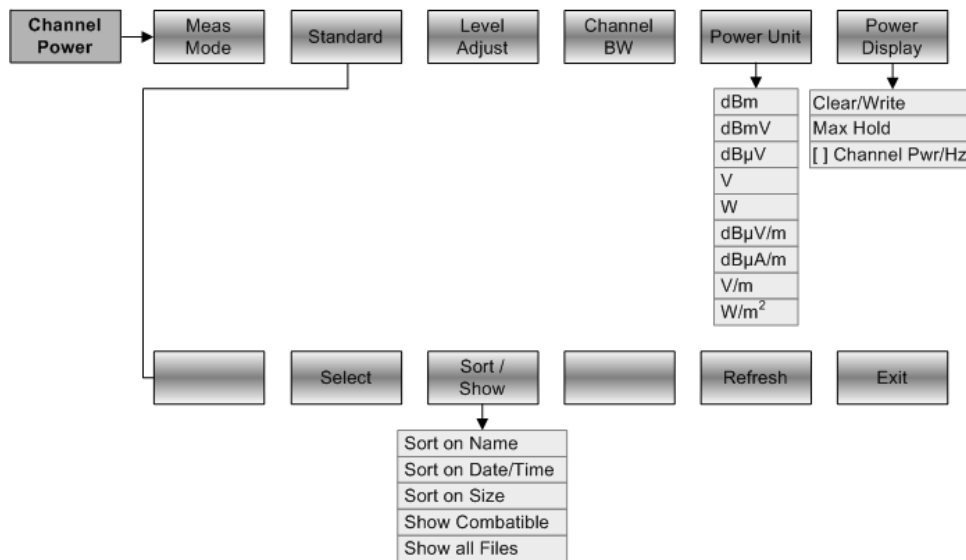 Channel
Power
Meas
Mode
Standard
Level
Adjust
Channel
BW
Power Unit
Power
Display
dBm
dBmV
dBµV
V
W
dBµV/m
dBµA/m
V/m
W/m²
Clear/Write
Max Hold
[ ] Channel Pwr/Hz
Select
Sort /
Show
Refresh
Exit
Sort on Name
Sort on Date/Time
Sort on Size
Show Combatible
Show all Files